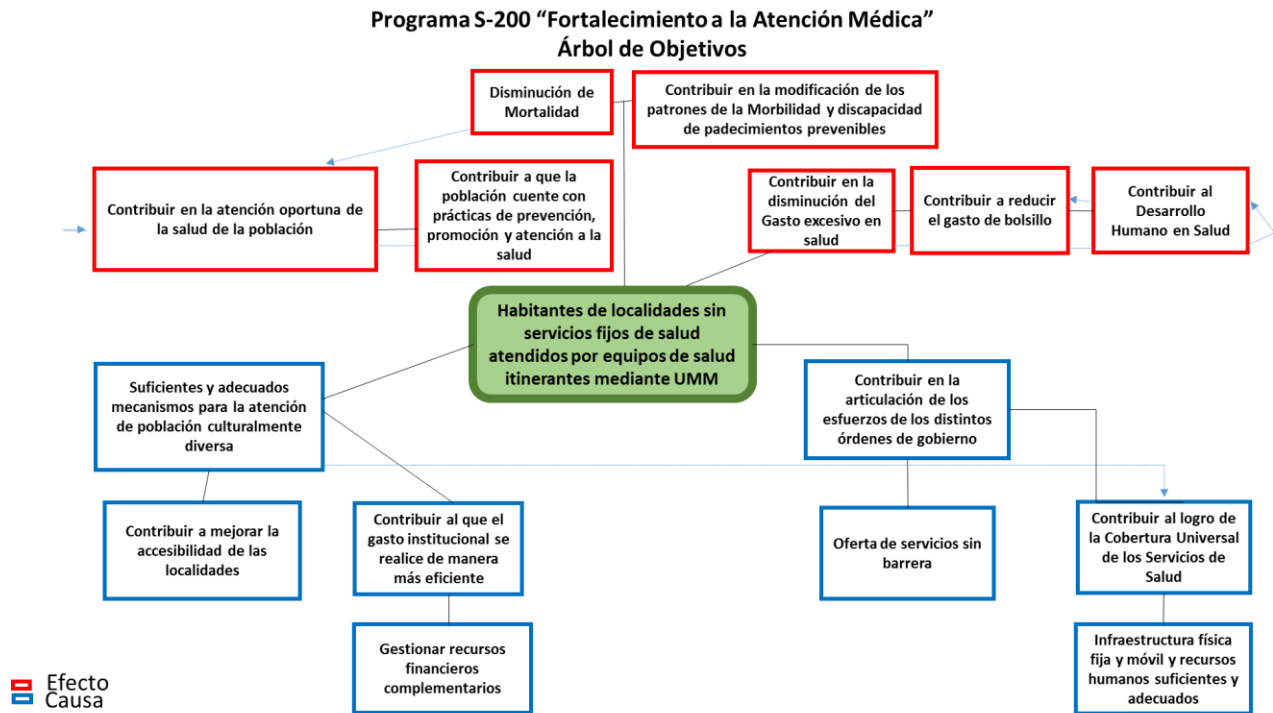 Programa S-200 “Fortalecimiento a la Atención Médica”
Árbol de Objetivos
Disminución de
Mortalidad
Contribuir en la modificación de los
patrones de la Morbilidad y discapacidad
de padecimientos prevenibles
Contribuir en la atención oportuna de
la salud de la población
Contribuir a que la
población cuente con
prácticas de prevención,
promoción y atención a la
salud
Contribuir en la
disminución del
Gasto excesivo en
salud
Contribuir a reducir
el gasto de bolsillo
Contribuir al
Desarrollo
Humano en Salud
Habitantes de localidades sin
servicios fijos de salud
atendidos por equipos de salud
itinerantes mediante UMM
Suficientes y adecuados
mecanismos para la atención
de población culturalmente
diversa
Contribuir en la
articulación de los
esfuerzos de los distintos
órdenes de gobierno
Contribuir a mejorar la
accesibilidad de las
localidades
Contribuir al que el
gasto institucional se
realice de manera
más eficiente
Oferta de servicios sin
barrera
Contribuir al logro de
la Cobertura Universal
de los Servicios de
Salud
Gestionar recursos
financieros
complementarios
Infraestructura física
fija y móvil y recursos
humanos suficientes y
adecuados
Efecto
Causa